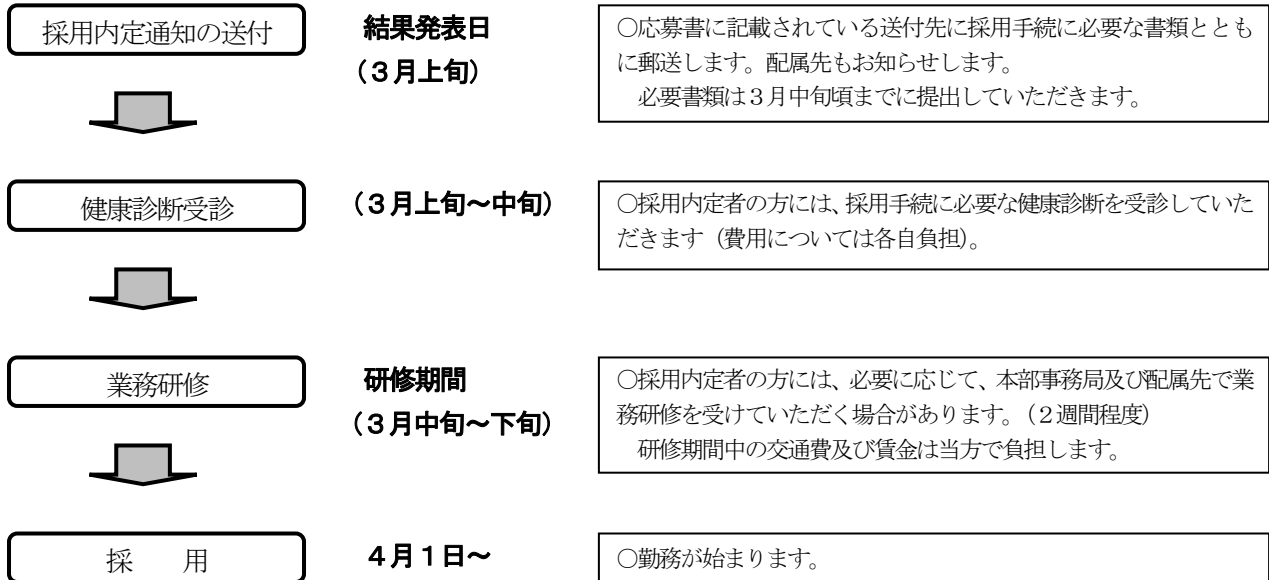 採用内定通知の送付
結果発表日
（３月上旬）
○応募書に記載されている送付先に採用手続に必要な書類ととも
に郵送します。配属先もお知らせします。
必要書類は３月中旬頃までに提出していただきます。
健康診断受診
（３月上旬～中旬）
○採用内定者の方には、採用手続に必要な健康診断を受診していた
だきます（費用については各自負担）。
業務研修
研修期間
（３月中旬～下旬）
○採用内定者の方には、必要に応じて、本部事務局及び配属先で業
務研修を受けていただく場合があります。（２週間程度）
研修期間中の交通費及び賃金は当方で負担します。
採　　用
４月１日～
○勤務が始まります。